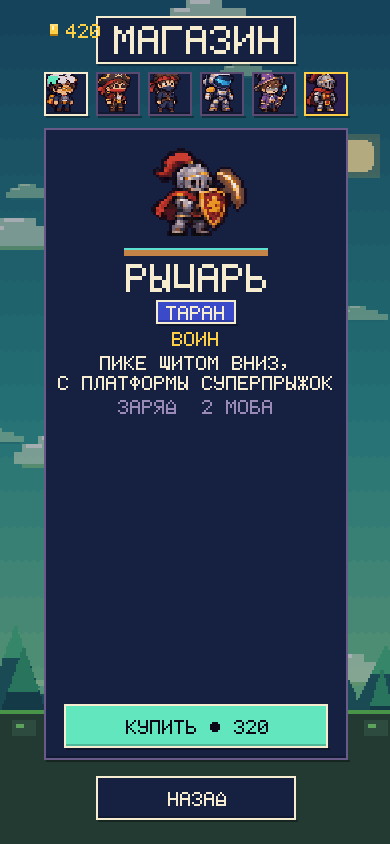 420
МАГАЗИН
РЫЦАРЬ
ТАРАН
ВОИН
ПИКЕ ЩИТОМ ВНИЗ,
С ПЛАТФОРМЫ СУПЕРПРЫЖОК
ЗАРЯД 2 МОБА
КУПИТЬ • 320
НАЗАД